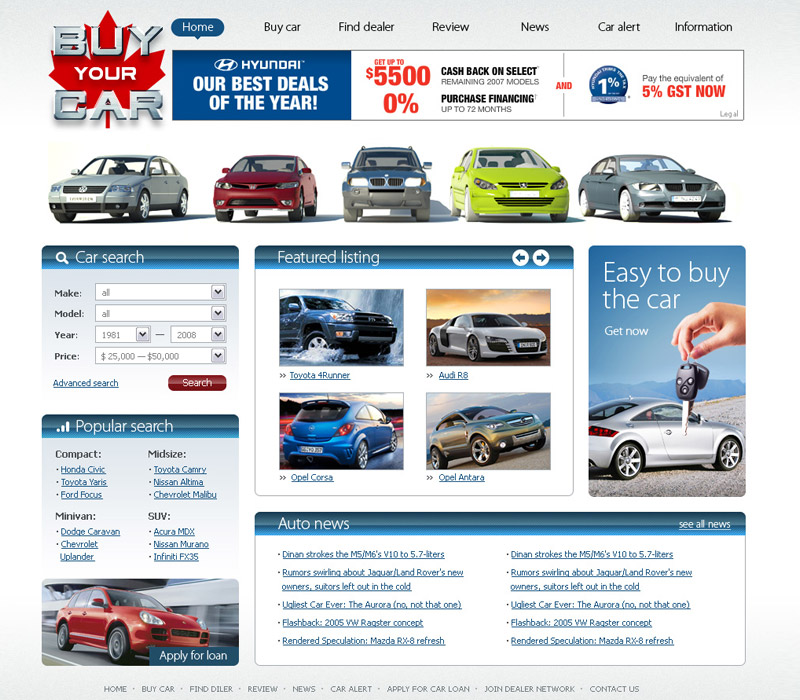 BUY
YOUR
CAR
Home
Buy car
Find dealer
Review
News
Car alert
Information
HYUNDAI
OUR BEST DEALS
OF THE YEAR!
GET UP TO
$5500
0%
CASH BACK ON SELECT
REMAINING 2007 MODELS
PURCHASE FINANCING†
UP TO 72 MONTHS
AND
1%
Pay the equivalent of
5% GST NOW
Legal
Car search
Make: all
Model: all
Year: 1981 — 2008
Price: $ 25,000 — $50,000
Advanced search
Search
Popular search
Compact:
· Honda Civic
· Toyota Yaris
· Ford Focus
Midsize:
· Toyota Camry
· Nissan Altima
· Chevrolet Malibu
Minivan:
· Dodge Caravan
· Chevrolet
Uplander
SUV:
· Acura MDX
· Nissan Murano
· Infiniti FX35
Apply for loan
Featured listing
>> Toyota 4Runner
>> Audi R8
>> Opel Corsa
>> Opel Antara
Easy to buy
the car
Get now
Auto news
see all news
· Dinan strokes the M5/M6's V10 to 5.7-liters
· Rumors swirling about Jaguar/Land Rover's new
owners, suitors left out in the cold
· Ugliest Car Ever: The Aurora (no, not that one)
· Flashback: 2005 VW Ragster concept
· Rendered Speculation: Mazda RX-8 refresh
· Dinan strokes the M5/M6's V10 to 5.7-liters
· Rumors swirling about Jaguar/Land Rover's new
owners, suitors left out in the cold
· Ugliest Car Ever: The Aurora (no, not that one)
· Flashback: 2005 VW Ragster concept
· Rendered Speculation: Mazda RX-8 refresh
HOME · BUY CAR · FIND DILER · REVIEW · NEWS · CAR ALERT · APPLY FOR CAR LOAN · JOIN DEALER NETWORK · CONTACT US